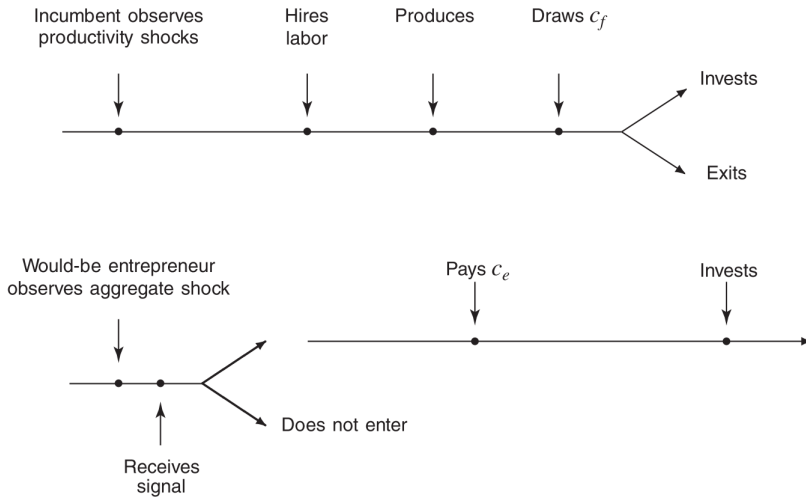 Incumbent observes
productivity shocks
Hires
labor
Produces
Draws c_f
Invests
Exits
Would-be entrepreneur
observes aggregate shock
Pays c_e
Invests
Does not enter
Receives
signal